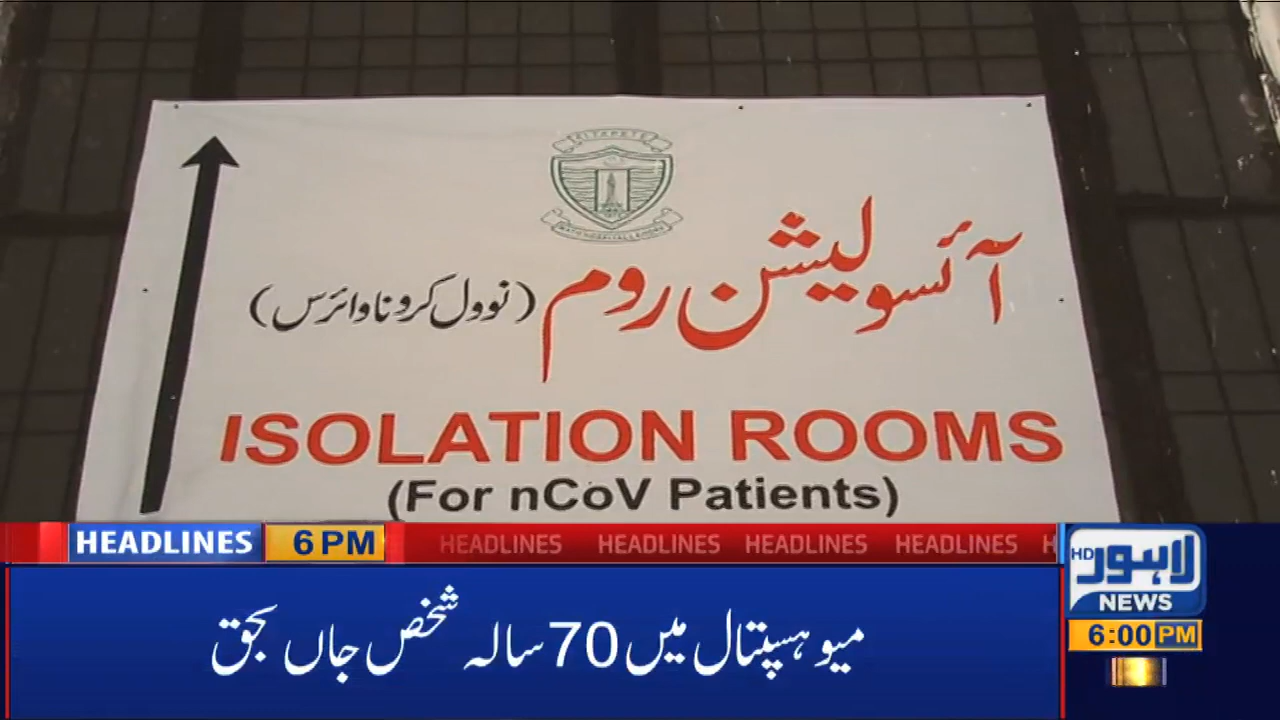 آئسولیشن روم (نوول کرونا وائرس)
ISOLATION ROOMS
(For nCoV Patients)
HEADLINES 6 PM HEADLINES HEADLINES HEADLINES HEADLINES H
HD لاہور
NEWS
6:00 PM
میو ہسپتال میں 70 سالہ شخص جاں بحق